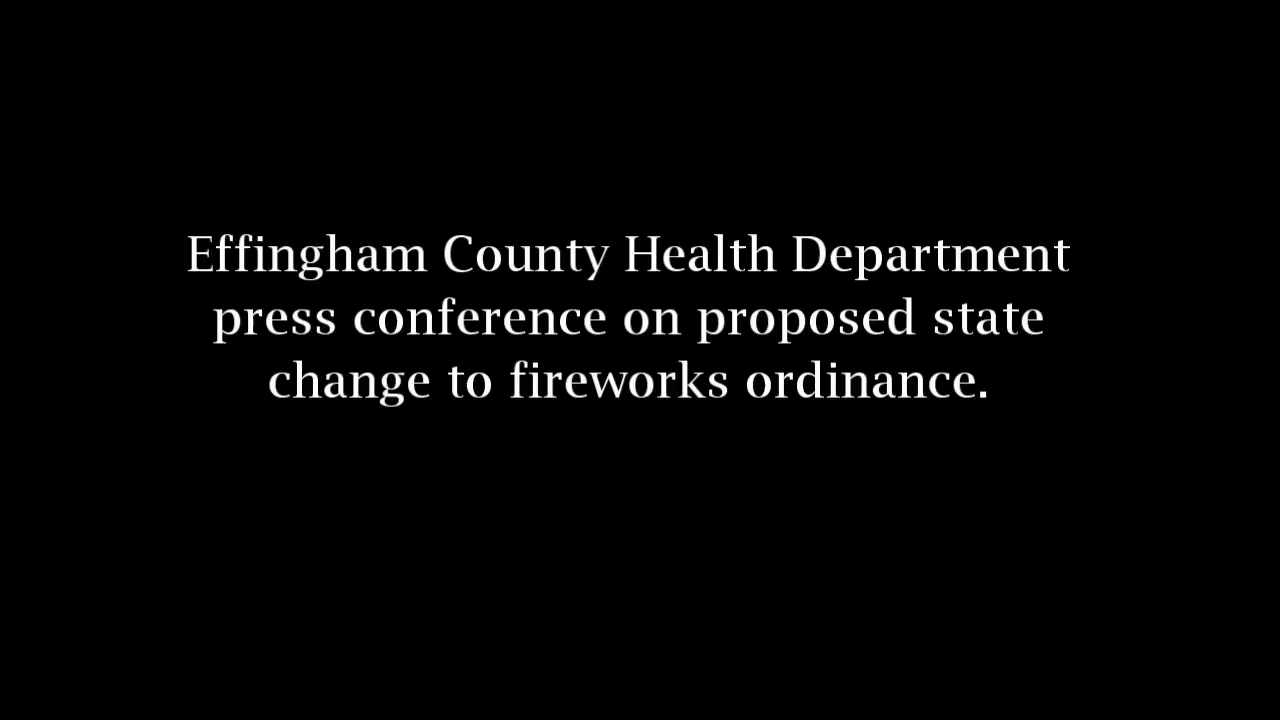 Effingham County Health Department
press conference on proposed state
change to fireworks ordinance.